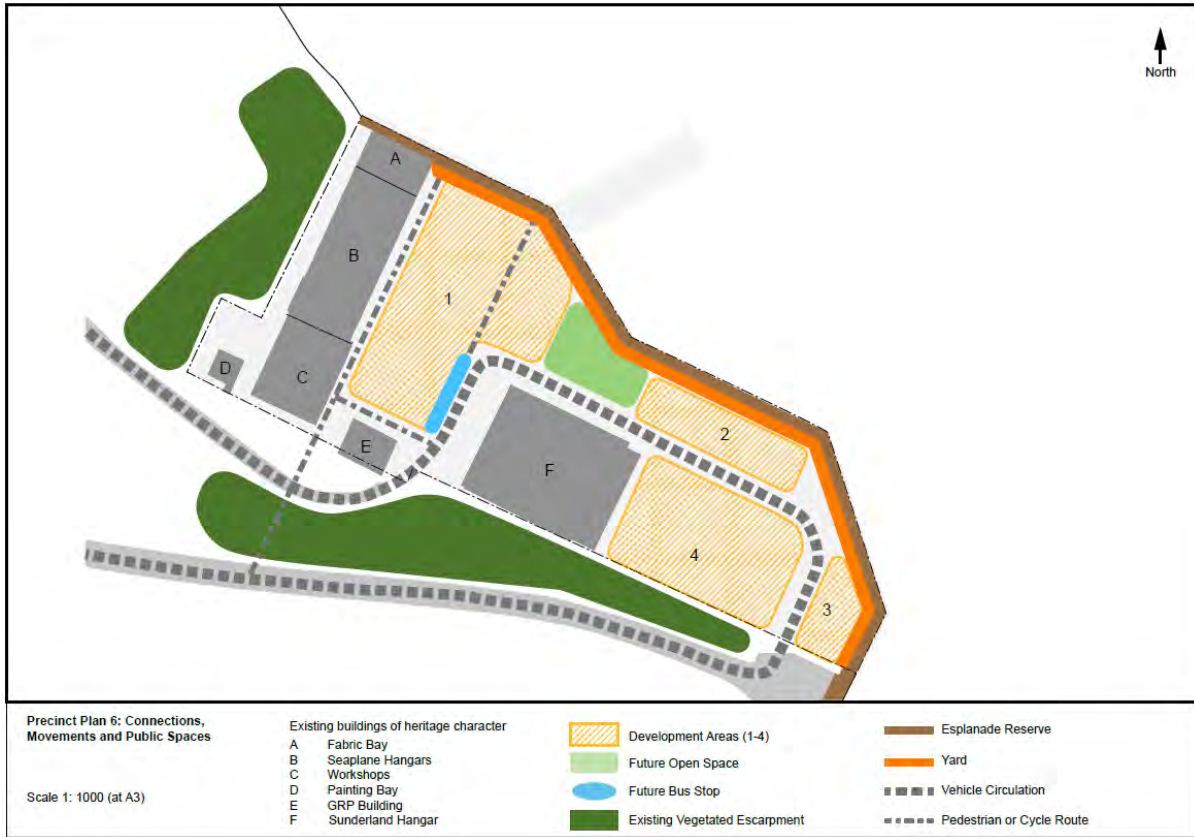 North
A
B
1
D
C
2
E
F
4
3
Precinct Plan 6: Connections,
Movements and Public Spaces
Scale 1: 1000 (at A3)
Existing buildings of heritage character
A Fabric Bay
B Seaplane Hangars
C Workshops
D Painting Bay
E GRP Building
F Sunderland Hangar
Development Areas (1-4)
Future Open Space
Future Bus Stop
Existing Vegetated Escarpment
Esplanade Reserve
Yard
Vehicle Circulation
Pedestrian or Cycle Route